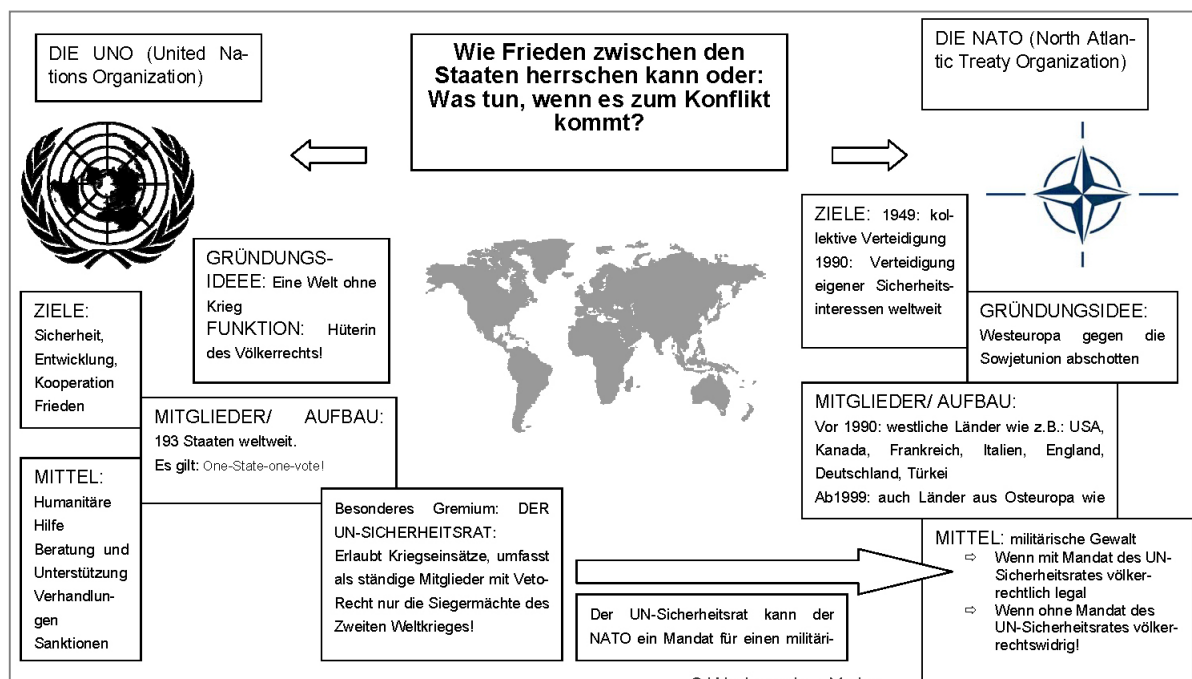 DIE UNO (United Na-
tions Organization)
Wie Frieden zwischen den
Staaten herrschen kann oder:
Was tun, wenn es zum Konflikt
kommt?
DIE NATO (North Atlan-
tic Treaty Organization)
GRÜNDUNGS-
IDEEE: Eine Welt ohne
Krieg
FUNKTION: Hüterin
des Völkerrechts!
ZIELE:
Sicherheit,
Entwicklung,
Kooperation
Frieden
MITGLIEDER/ AUFBAU:
193 Staaten weltweit.
Es gilt: One-State-one-vote!
MITTEL:
Humanitäre
Hilfe
Beratung und
Unterstützung
Verhandlun-
gen
Sanktionen
Besonderes Gremium: DER
UN-SICHERHEITSRAT:
Erlaubt Kriegseinsätze, umfasst
als ständige Mitglieder mit Veto-
Recht nur die Siegermächte des
Zweiten Weltkrieges!
Der UN-Sicherheitsrat kann der
NATO ein Mandat für einen militäri-
ZIELE: 1949: kol-
lektive Verteidigung
1990: Verteidigung
eigener Sicherheits-
interessen weltweit
GRÜNDUNGSIDEE:
Westeuropa gegen die
Sowjetunion abschotten
MITGLIEDER/ AUFBAU:
Vor 1990: westliche Länder wie z.B.: USA,
Kanada, Frankreich, Italien, England,
Deutschland, Türkei
Ab1999: auch Länder aus Osteuropa wie
MITTEL: militärische Gewalt
⇨ Wenn mit Mandat des UN-
Sicherheitsrates völker-
rechtlich legal
⇨ Wenn ohne Mandat des
UN-Sicherheitsrates völker-
rechtswidrig!